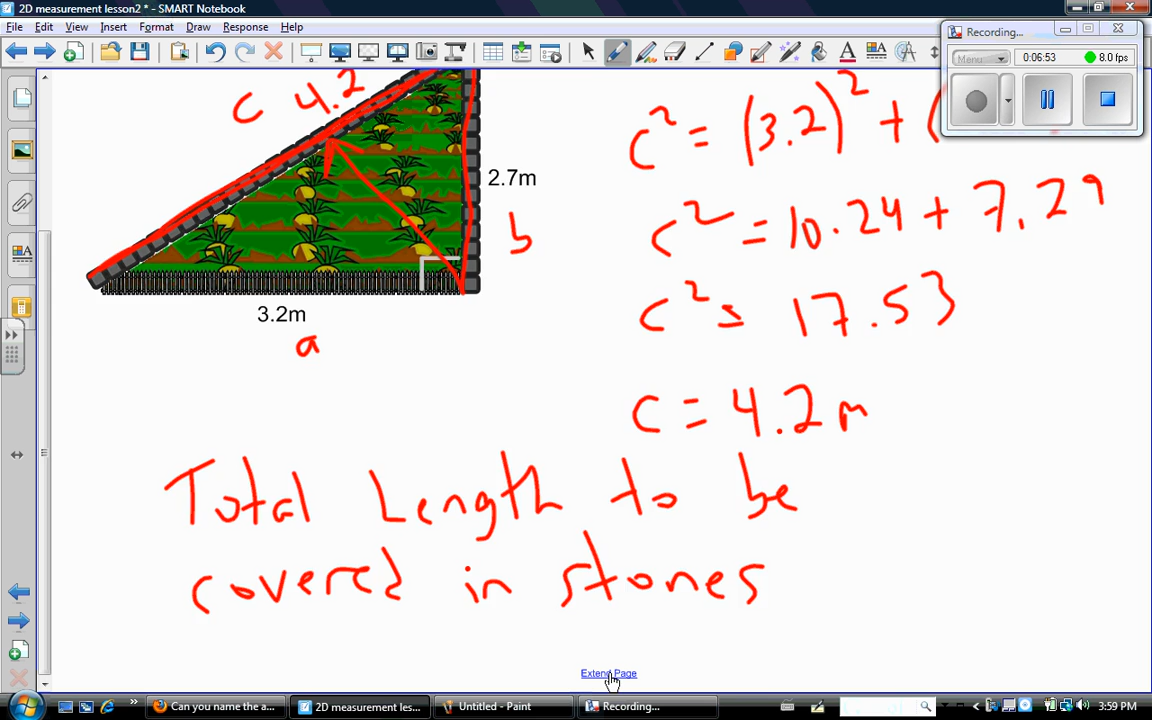 2D measurement lesson2 * - SMART Notebook
File Edit View Insert Format Draw Response Help
Recording...
Menu 0:06:53 8.0 fps
c 4.2
2.7m
b
3.2m
a
c² = (3.2)² + (
c² = 10.24 + 7.29
c² = 17.53
c = 4.2 m
Total Length to be
covered in stones
Extend Page
Can you name the a...
2D measurement les...
Untitled - Paint
Recording...
3:59 PM